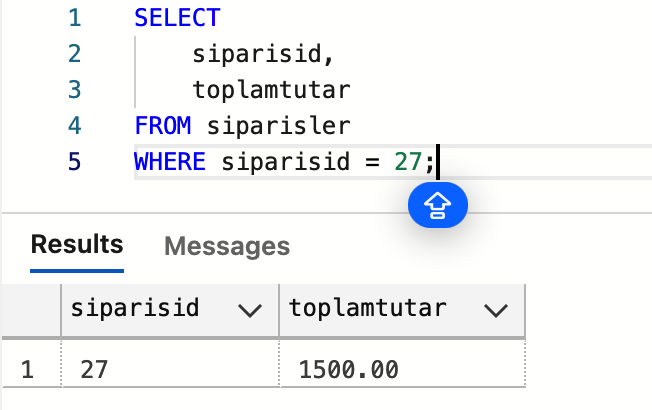 1 SELECT
2 siparisid,
3 toplamtutar
4 FROM siparisler
5 WHERE siparisid = 27;
Results Messages
siparisid toplamtutar
1 27 1500.00